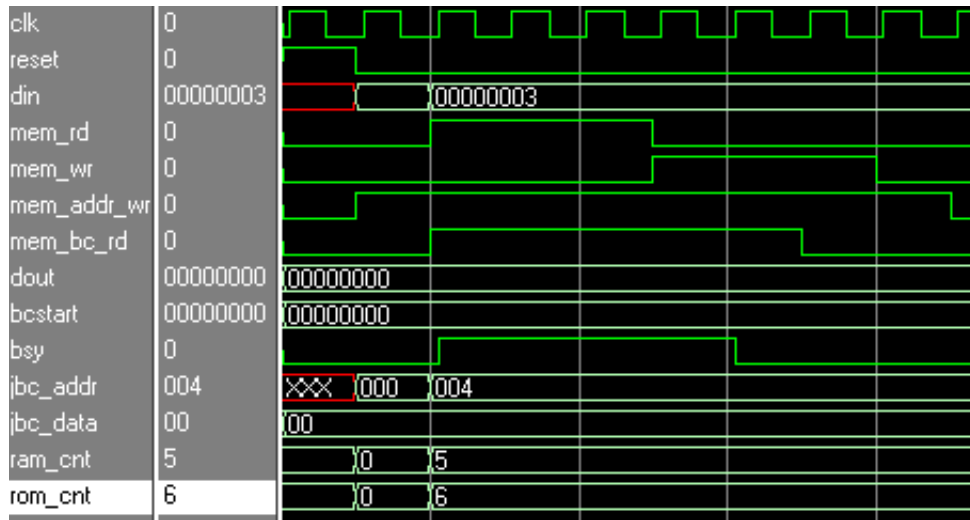 clk 0
reset 0
din 00000003 00000003
mem_rd 0
mem_wr 0
mem_addr_wr 0
mem_bc_rd 0
dout 00000000 00000000
bcstart 00000000 00000000
bsy 0
jbc_addr 004 XXX 000 004
jbc_data 00 00
ram_cnt 5 0 5
rom_cnt 6 0 6